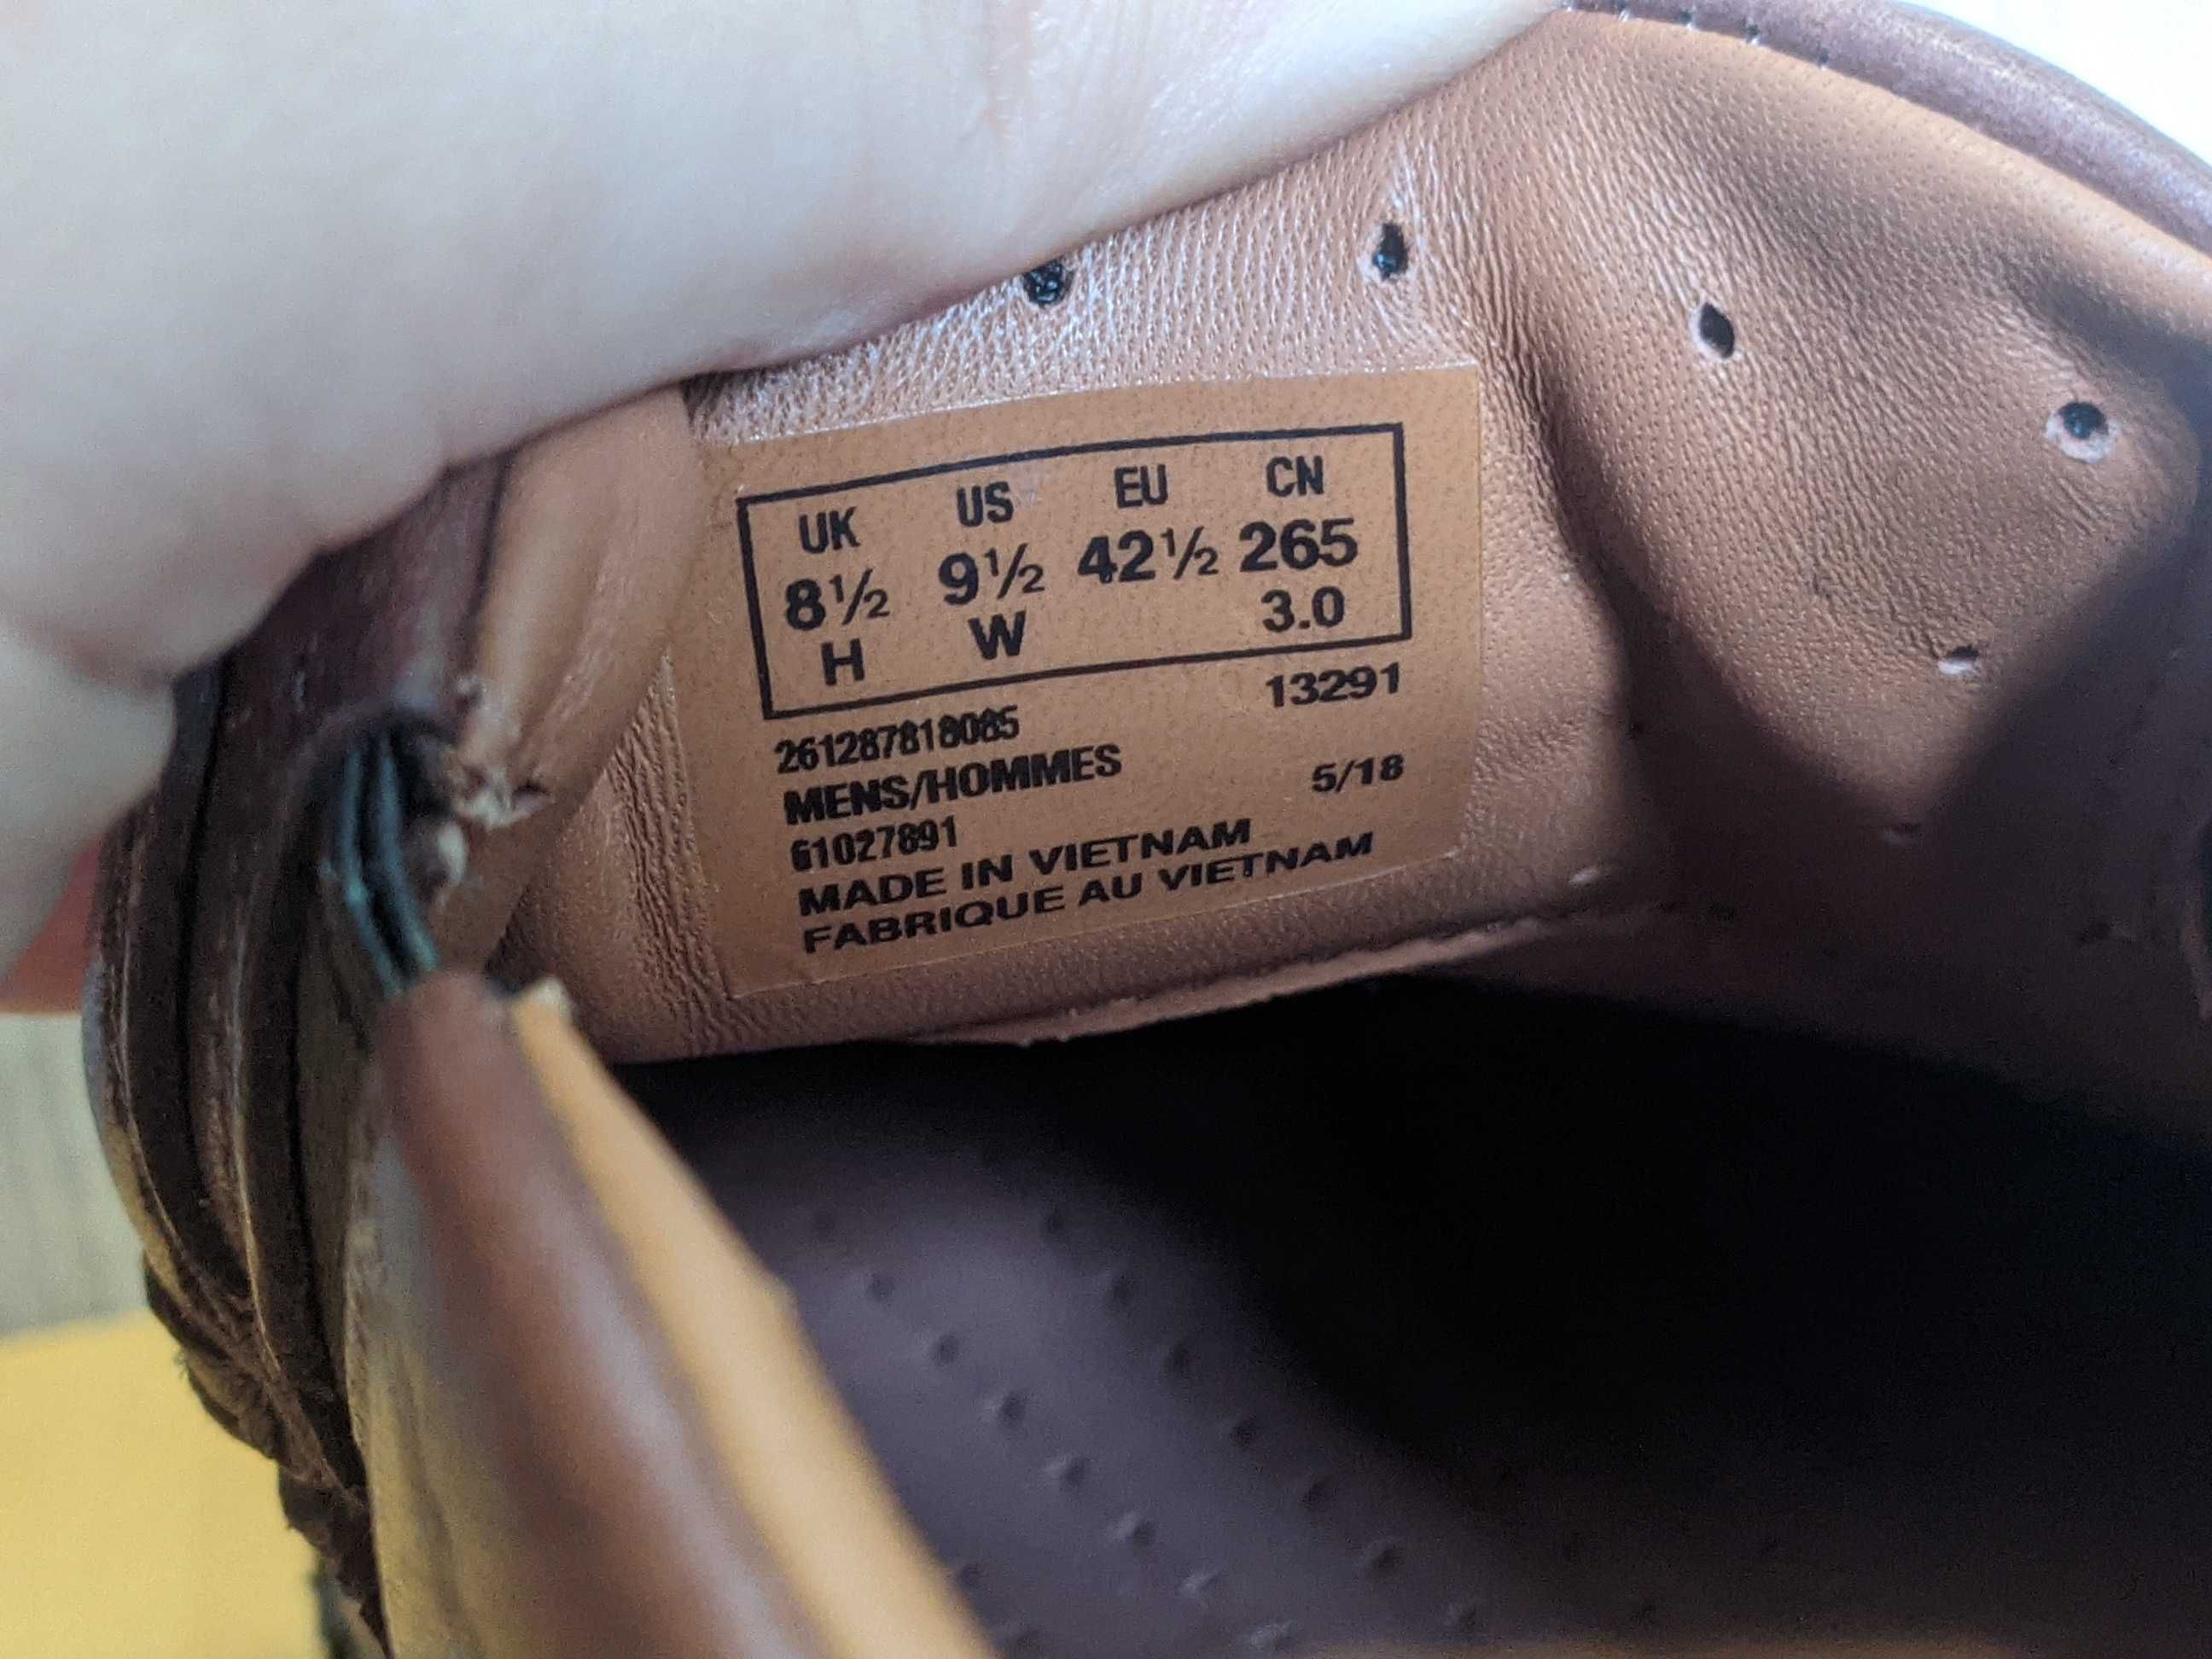 UK US EU CN
8½ 9½ 42½ 265
H W 3.0
13291
261287818085
MENS/HOMMES 5/18
61027891
MADE IN VIETNAM
FABRIQUE AU VIETNAM